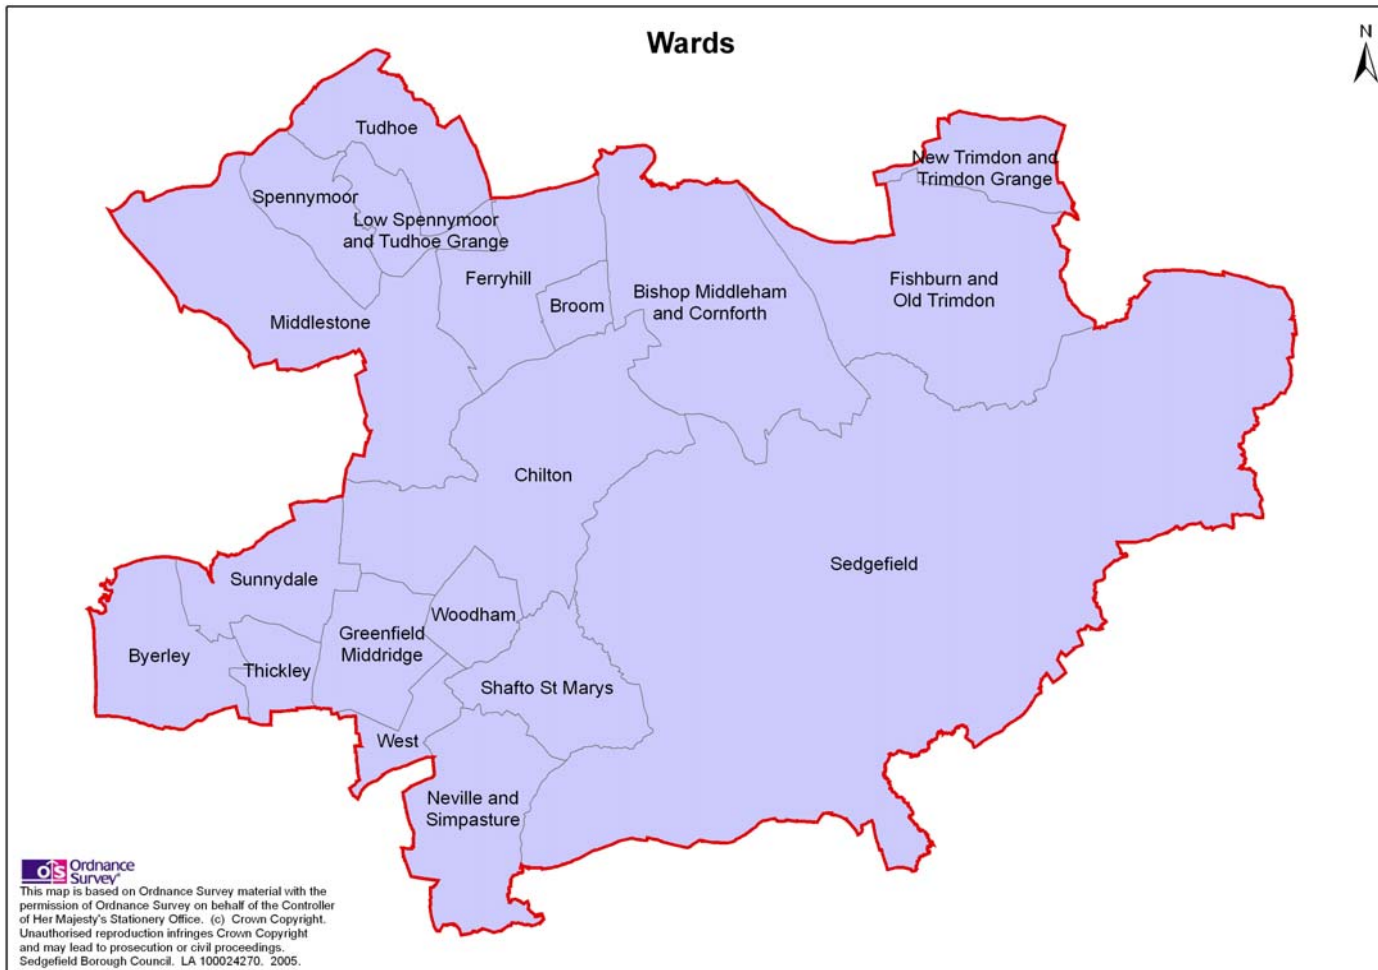 Wards
N
Tudhoe
New Trimdon and
Trimdon Grange
Spennymoor
Low Spennymoor
and Tudhoe Grange
Ferryhill
Fishburn and
Old Trimdon
Broom
Bishop Middleham
and Cornforth
Middlestone
Chilton
Sedgefield
Sunnydale
Woodham
Greenfield
Middridge
Byerley
Thickley
Shafto St Marys
West
Neville and
Simpasture
OS Ordnance
Survey®
This map is based on Ordnance Survey material with the
permission of Ordnance Survey on behalf of the Controller
of Her Majesty's Stationery Office. (c) Crown Copyright.
Unauthorised reproduction infringes Crown Copyright
and may lead to prosecution or civil proceedings.
Sedgefield Borough Council. LA 100024270. 2005.